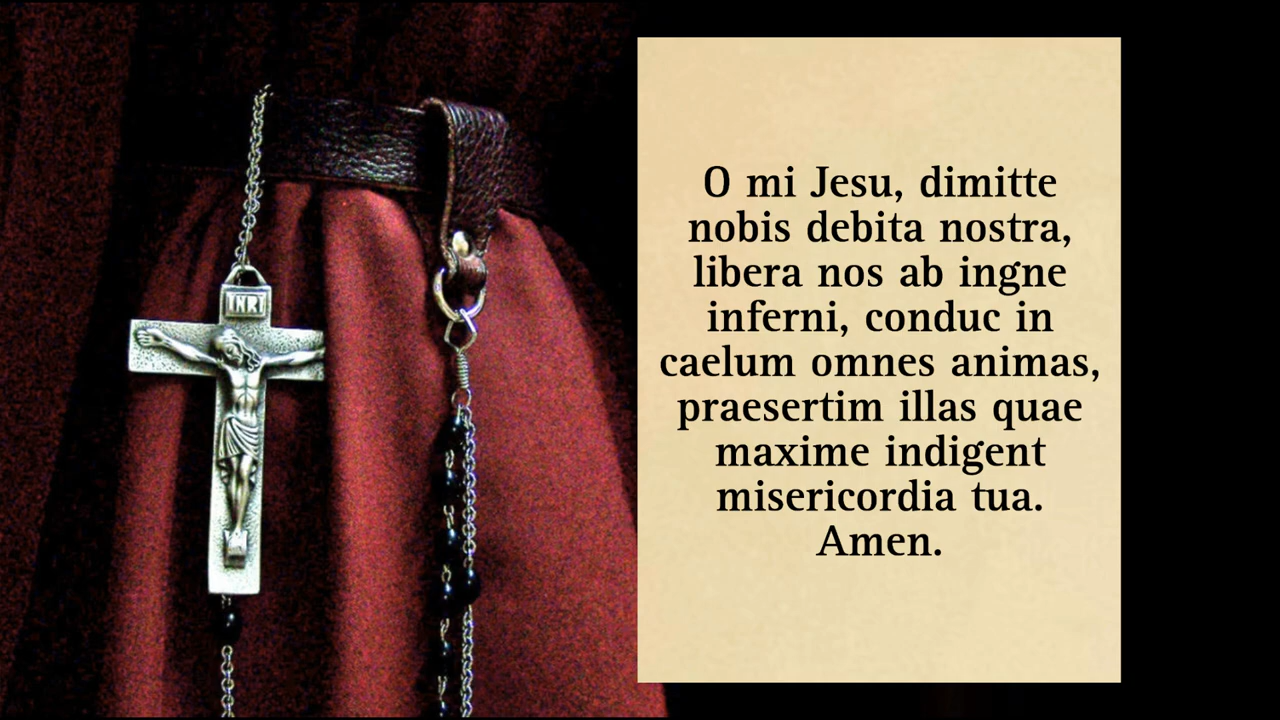 INRI
O mi Jesu, dimitte
nobis debita nostra,
libera nos ab ingne
inferni, conduc in
caelum omnes animas,
praesertim illas quae
maxime indigent
misericordia tua.
Amen.